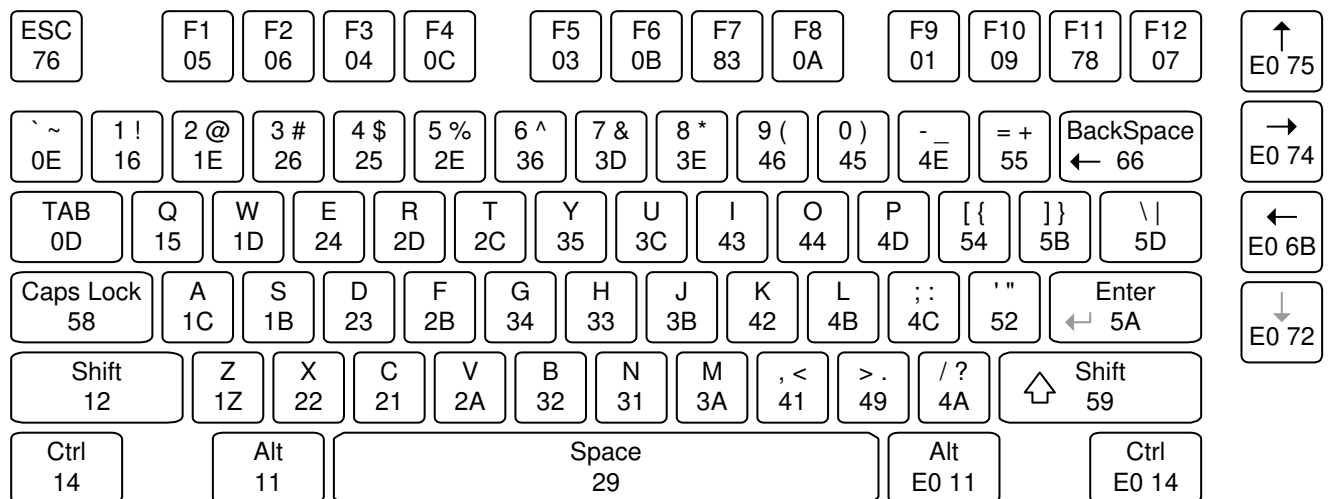 ESC F1 F2 F3 F4 F5 F6 F7 F8 F9 F10 F11 F12
76 05 06 04 0C 03 0B 83 0A 01 09 78 07
↑
E0 75
` ~ 1 ! 2 @ 3 # 4 $ 5 % 6 ^ 7 & 8 * 9 ( 0 ) - _ = + BackSpace
0E 16 1E 26 25 2E 36 3D 3E 46 45 4E 55 ← 66
→
E0 74
TAB Q W E R T Y U I O P [ { ] } \ |
0D 15 1D 24 2D 2C 35 3C 43 44 4D 54 5B 5D
←
E0 6B
Caps Lock A S D F G H J K L ; : ' " Enter
58 1C 1B 23 2B 34 33 3B 42 4B 4C 52 ↵ 5A
↓
E0 72
Shift Z X C V B N M , < > . / ? ⇧ Shift
12 1Z 22 21 2A 32 31 3A 41 49 4A 59
Ctrl Alt Space Alt Ctrl
14 11 29 E0 11 E0 14